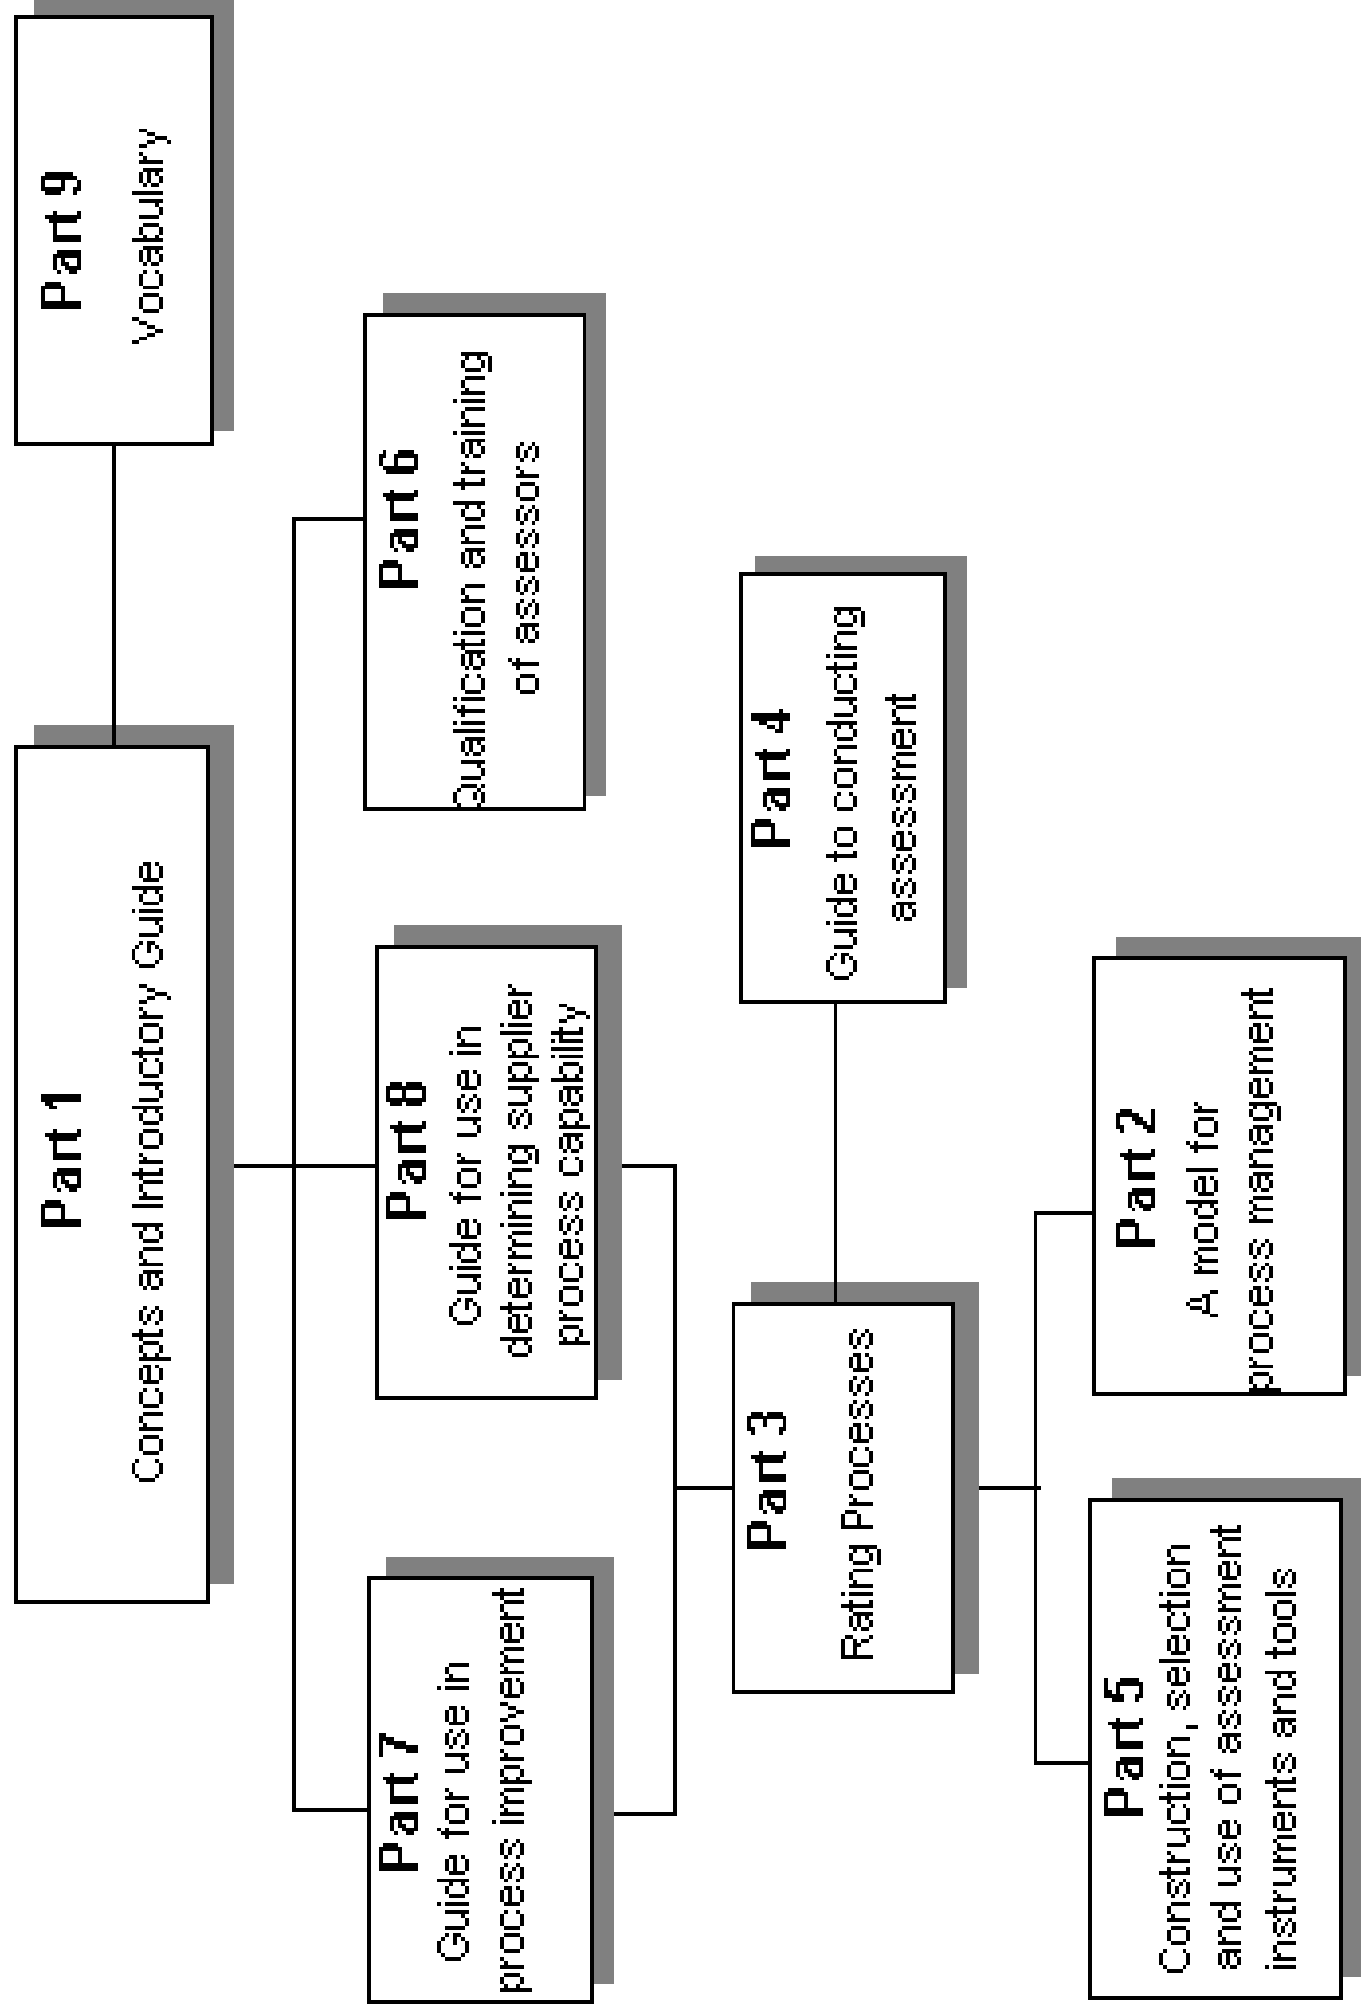 Part 1
Concepts and Introductory Guide
Part 9
Vocabulary
Part 7
Guide for use in
process improvement
Part 8
Guide for use in
determining supplier
process capability
Part 6
Qualification and training
of assessors
Part 3
Rating Processes
Part 4
Guide to conducting
assessment
Part 5
Construction, selection
and use of assessment
instruments and tools
Part 2
A model for
process management